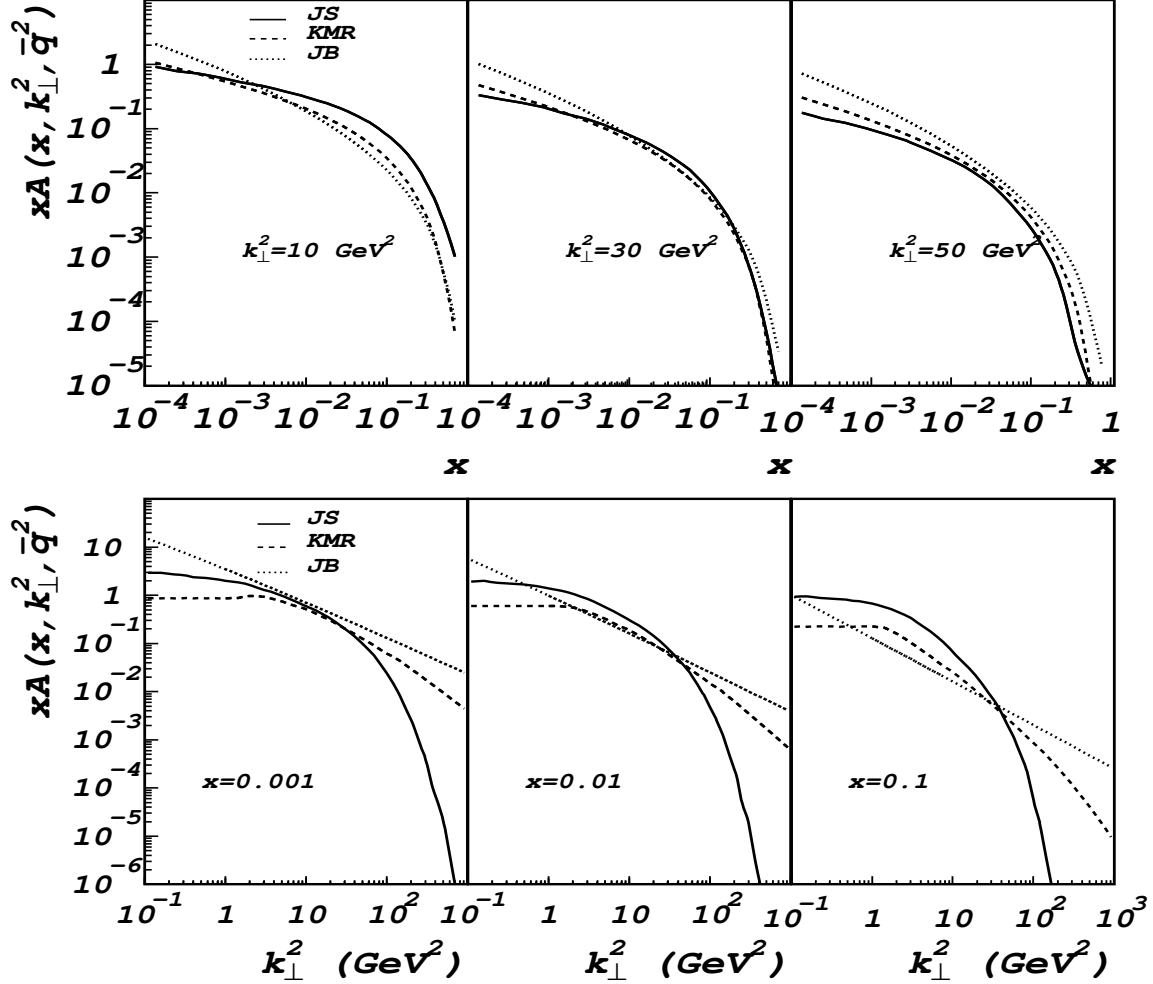 xA(x,k⊥²,q̄²)
JS
KMR
JB
1
10⁻¹
10⁻²
10⁻³
10⁻⁴
10⁻⁵
k⊥²=10 GeV²
k⊥²=30 GeV²
k⊥²=50 GeV²
10⁻⁴ 10⁻³ 10⁻² 10⁻¹ 10⁻⁴ 10⁻³ 10⁻² 10⁻¹ 10⁻⁴ 10⁻³ 10⁻² 10⁻¹ 1
x x x
xA(x,k⊥²,q̄²)
JS
KMR
JB
10
1
10⁻¹
10⁻²
10⁻³
10⁻⁴
10⁻⁵
10⁻⁶
x=0.001 x=0.01 x=0.1
10⁻¹ 1 10 10² 10⁻¹ 1 10 10² 10⁻¹ 1 10 10² 10³
k⊥² (GeV²) k⊥² (GeV²) k⊥² (GeV²)